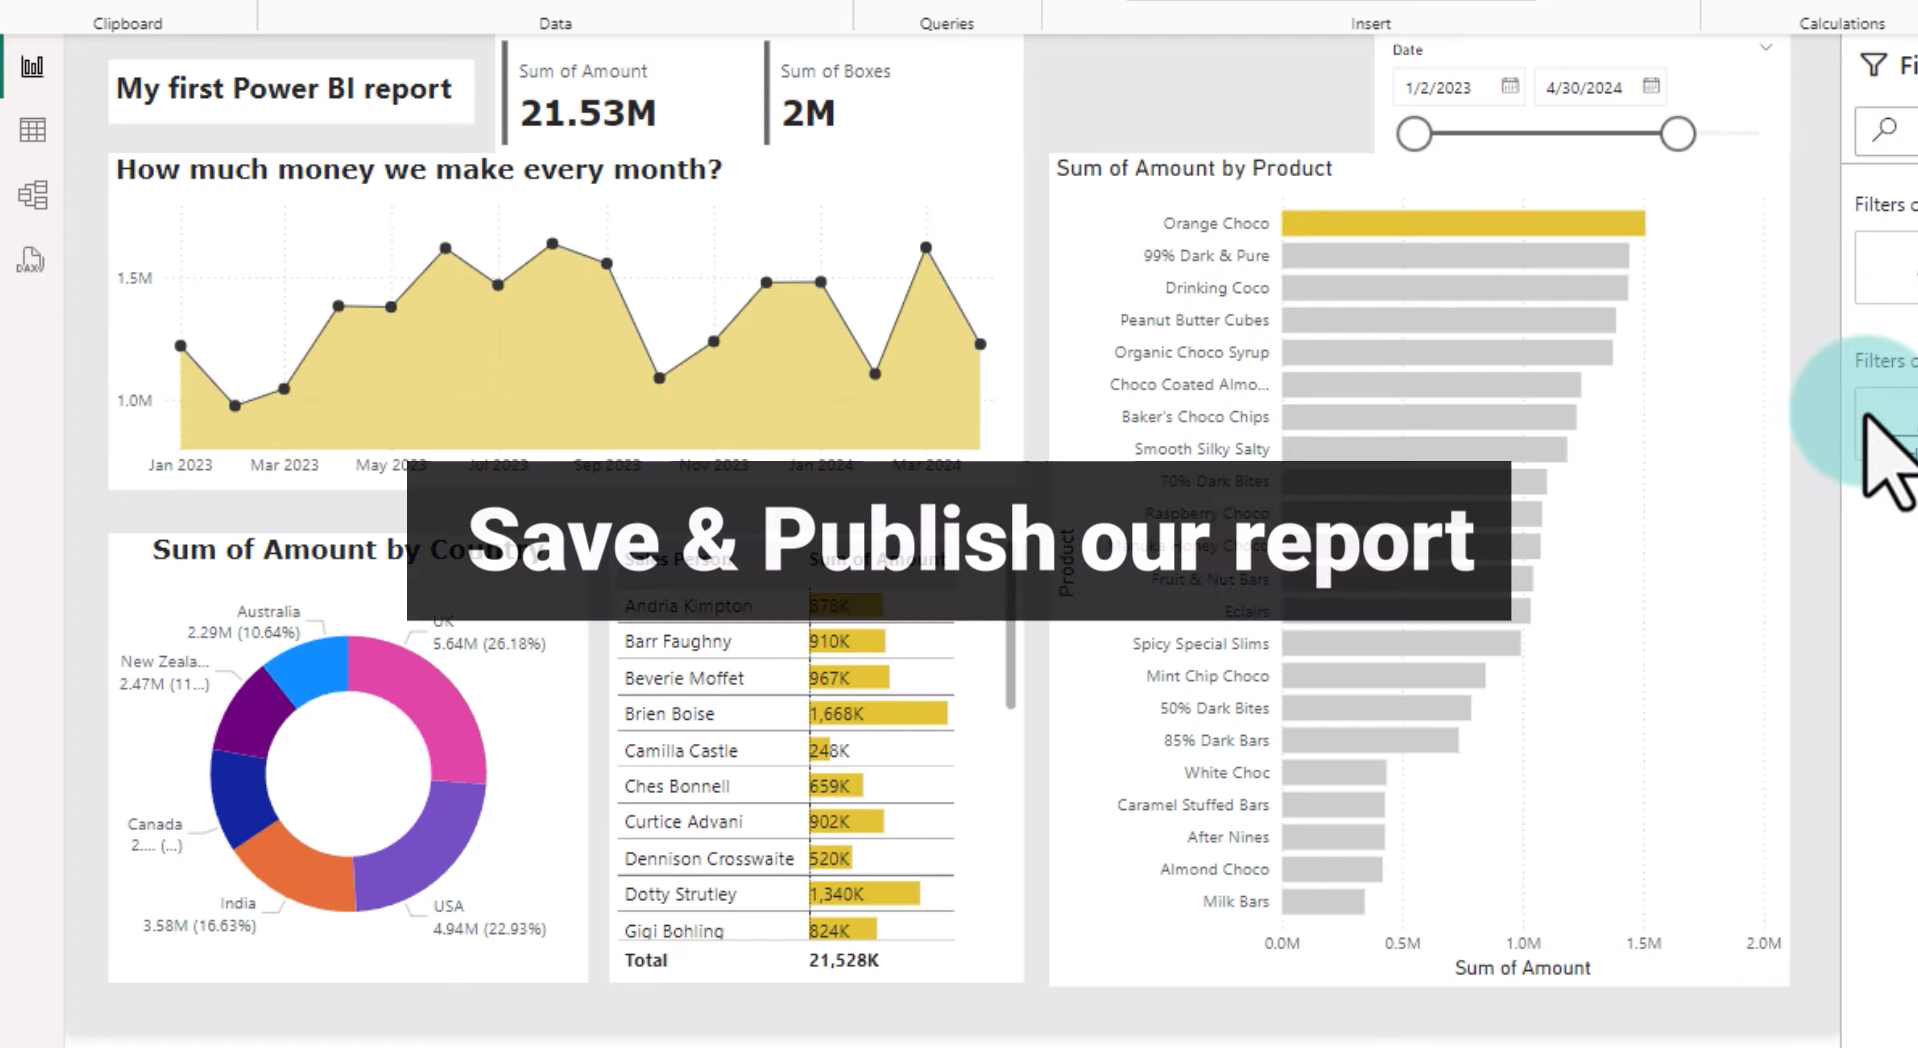 Clipboard
Data
Queries
Insert
Calculations
My first Power BI report
Sum of Amount
21.53M
Sum of Boxes
2M
Date
1/2/2023
4/30/2024
Fi
Filters o
Filters o
How much money we make every month?
1.5M
1.0M
Jan 2023
Mar 2023
May 2023
Jul 2023
Sep 2023
Nov 2023
Jan 2024
Mar 2024
Sum of Amount by Product
Product
Orange Choco
99% Dark & Pure
Drinking Coco
Peanut Butter Cubes
Organic Choco Syrup
Choco Coated Almo...
Baker's Choco Chips
Smooth Silky Salty
70% Dark Bites
Raspberry Choco
Manuka Honey Choco
Fruit & Nut Bars
Eclairs
Spicy Special Slims
Mint Chip Choco
50% Dark Bites
85% Dark Bars
White Choc
Caramel Stuffed Bars
After Nines
Almond Choco
Milk Bars
0.0M
0.5M
1.0M
1.5M
2.0M
Sum of Amount
Save & Publish our report
Sum of Amount by Country
Australia
2.29M (10.64%)
UK
5.64M (26.18%)
New Zeala...
2.47M (11...)
Canada
2.... (...)
India
3.58M (16.63%)
USA
4.94M (22.93%)
Sales Person Sum of Amount
Andria Kimpton 878K
Barr Faughny 910K
Beverie Moffet 967K
Brien Boise 1,668K
Camilla Castle 248K
Ches Bonnell 659K
Curtice Advani 902K
Dennison Crosswaite 520K
Dotty Strutley 1,340K
Gigi Bohling 824K
Total 21,528K
DAX